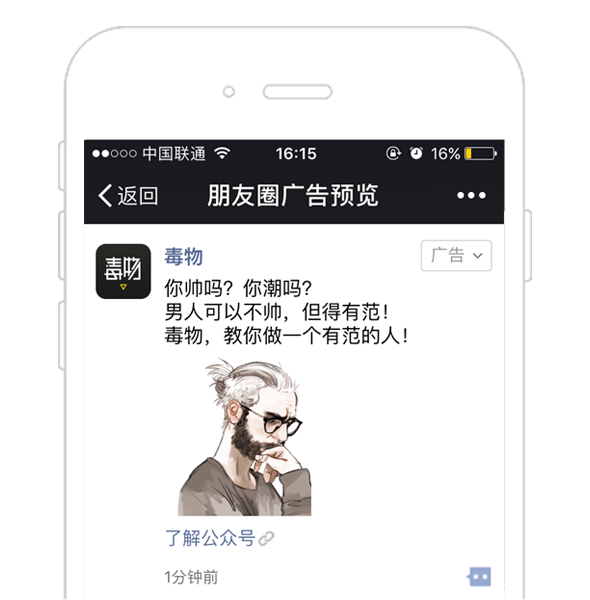 中国联通 16:15 16%
返回 朋友圈广告预览
毒物 毒物 广告
你帅吗？你潮吗？
男人可以不帅，但得有范！
毒物，教你做一个有范的人！
了解公众号
1分钟前